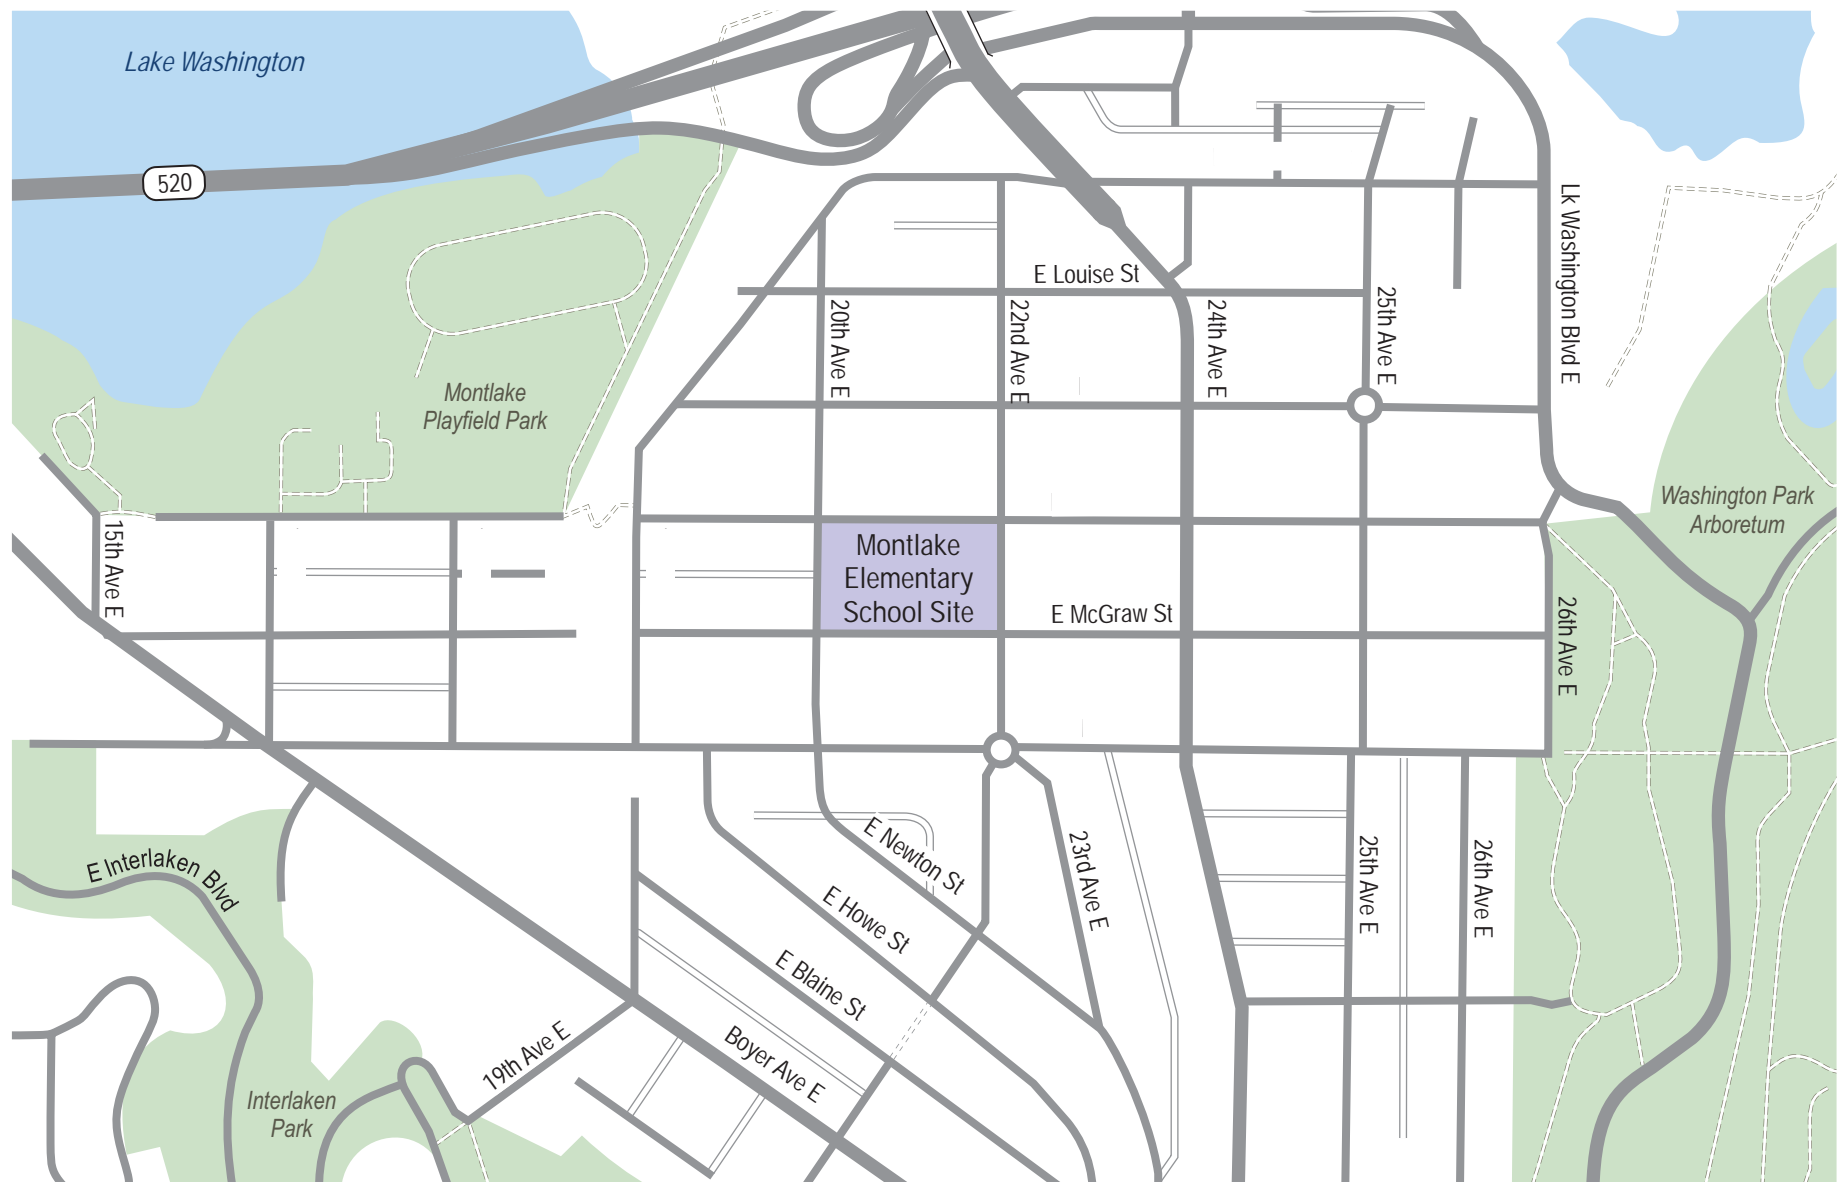 Lake Washington
520
Lk Washington Blvd E
E Louise St
20th Ave E
22nd Ave E
24th Ave E
25th Ave E
Montlake
Playfield Park
Washington Park
Arboretum
15th Ave E
Montlake
Elementary
School Site
E McGraw St
26th Ave E
E Interlaken Blvd
E Newton St
23rd Ave E
25th Ave E
26th Ave E
E Howe St
E Blaine St
19th Ave E
Boyer Ave E
Interlaken
Park